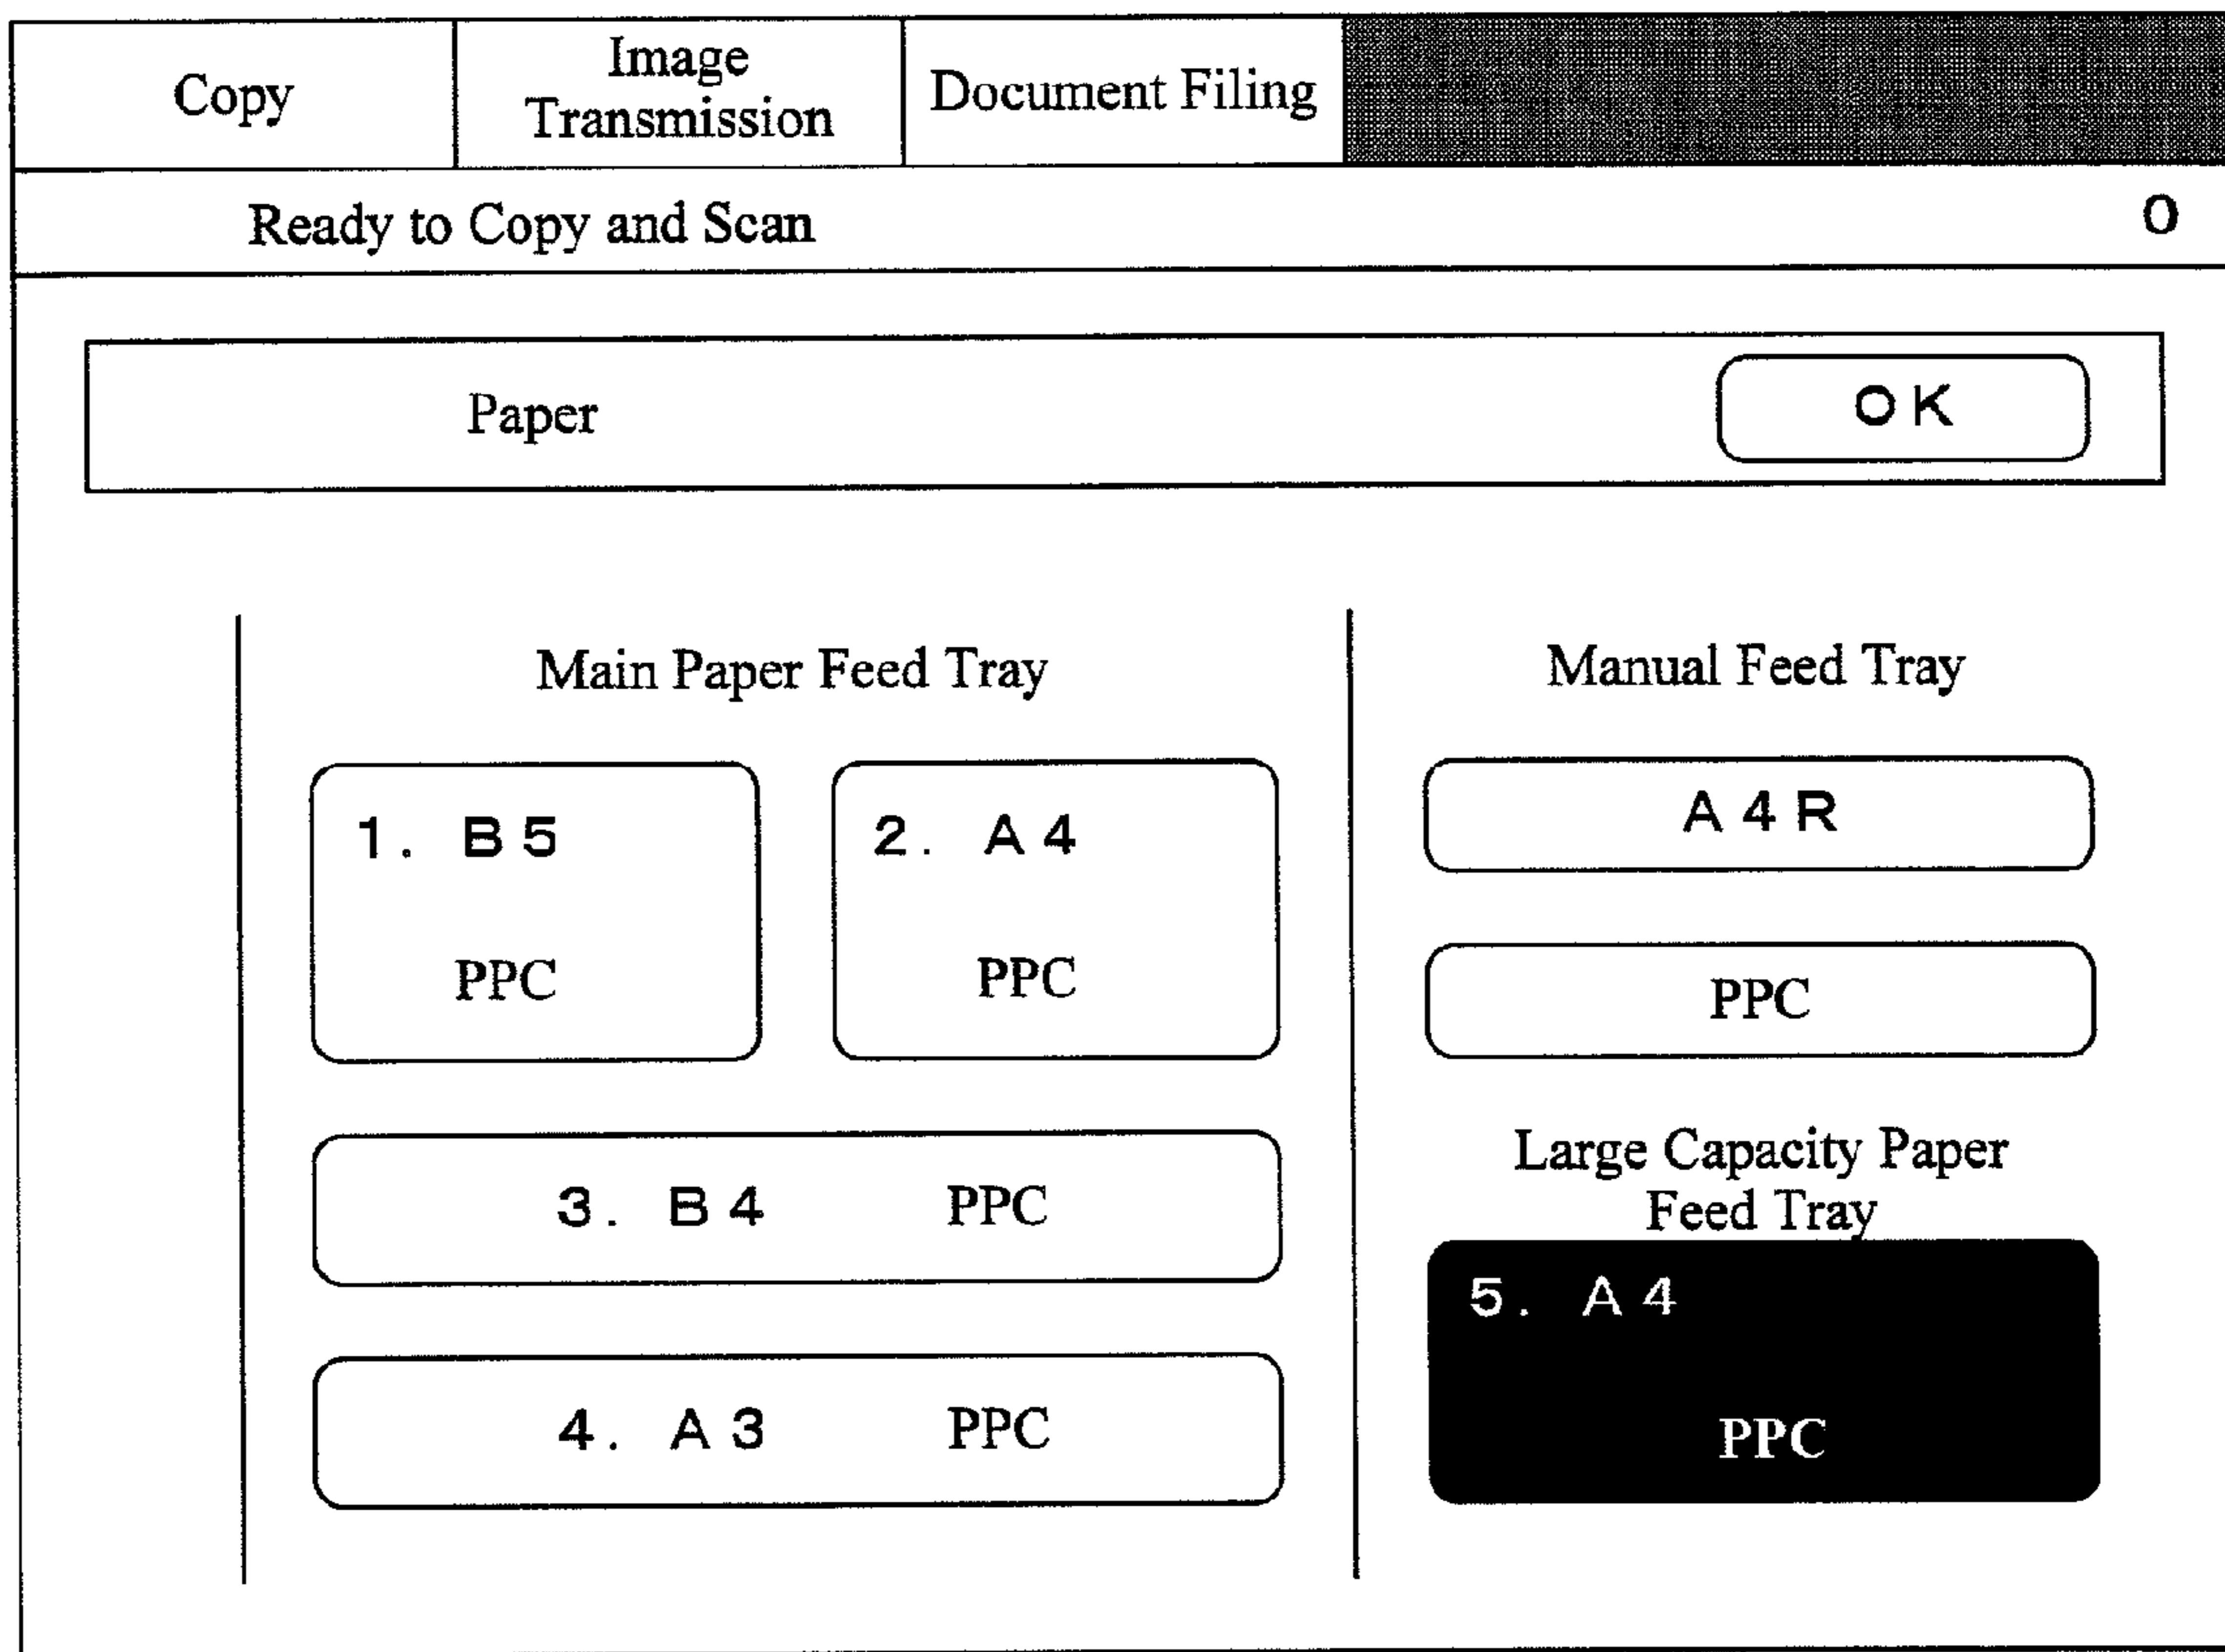 Copy
Image
Transmission
Document Filing
Ready to Copy and Scan
0
Paper
OK
Main Paper Feed Tray
1. B5
PPC
2. A4
PPC
3. B4 PPC
4. A3 PPC
Manual Feed Tray
A4R
PPC
Large Capacity Paper
Feed Tray
5. A4
PPC